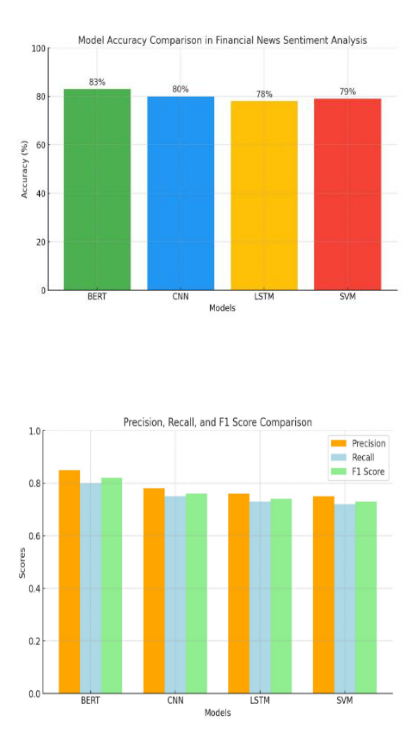 Model Accuracy Comparison in Financial News Sentiment Analysis
100
80
60
40
20
0
Accuracy (%)
83%
80%
78%
79%
BERT CNN LSTM SVM
Models
Precision, Recall, and F1 Score Comparison
1.0
0.8
0.6
0.4
0.2
0.0
Scores
Precision
Recall
F1 Score
BERT CNN LSTM SVM
Models